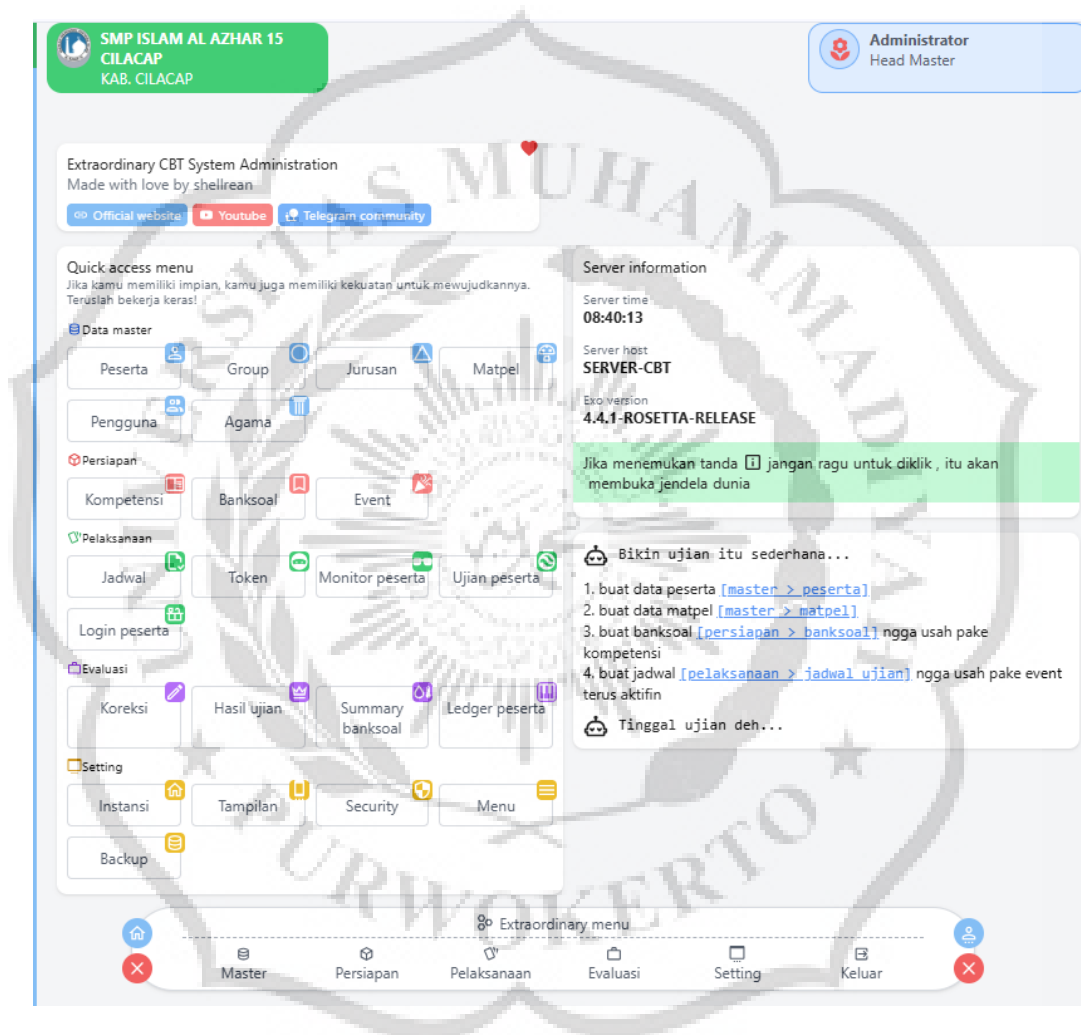 SMP ISLAM AL AZHAR 15
CILACAP
KAB. CILACAP
Administrator
Head Master
Extraordinary CBT System Administration
Made with love by shellrean
Official website
Youtube
Telegram community
Quick access menu
Jika kamu memiliki impian, kamu juga memiliki kekuatan untuk mewujudkannya.
Teruslah bekerja keras!
Data master
Peserta
Group
Jurusan
Matpel
Pengguna
Agama
Persiapan
Kompetensi
Banksoal
Event
Pelaksanaan
Jadwal
Token
Monitor peserta
Ujian peserta
Login peserta
Evaluasi
Koreksi
Hasil ujian
Summary
banksoal
Ledger peserta
Setting
Instansi
Tampilan
Security
Menu
Backup
Server information
Server time
08:40:13
Server host
SERVER-CBT
Exo version
4.4.1-ROSETTA-RELEASE
Jika menemukan tanda i jangan ragu untuk diklik , itu akan
membuka jendela dunia
Bikin ujian itu sederhana...
1. buat data peserta [master > peserta]
2. buat data matpel [master > matpel]
3. buat banksoal [persiapan > banksoal] ngga usah pake
kompetensi
4. buat jadwal [pelaksanaan > jadwal ujian] ngga usah pake event
terus aktifin
Tinggal ujian deh...
Extraordinary menu
Master
Persiapan
Pelaksanaan
Evaluasi
Setting
Keluar
UNIVERSITAS MUHAMMADIYAH
PURWOKERTO